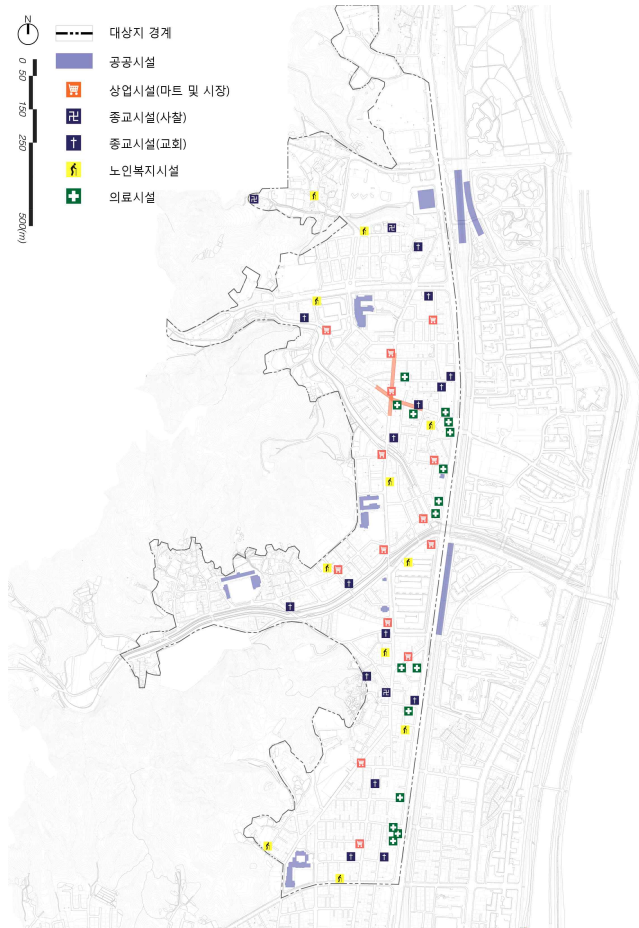 N
0
50
150
250
500(m)
대상지 경계
공공시설
상업시설(마트 및 시장)
종교시설(사찰)
종교시설(교회)
노인복지시설
의료시설